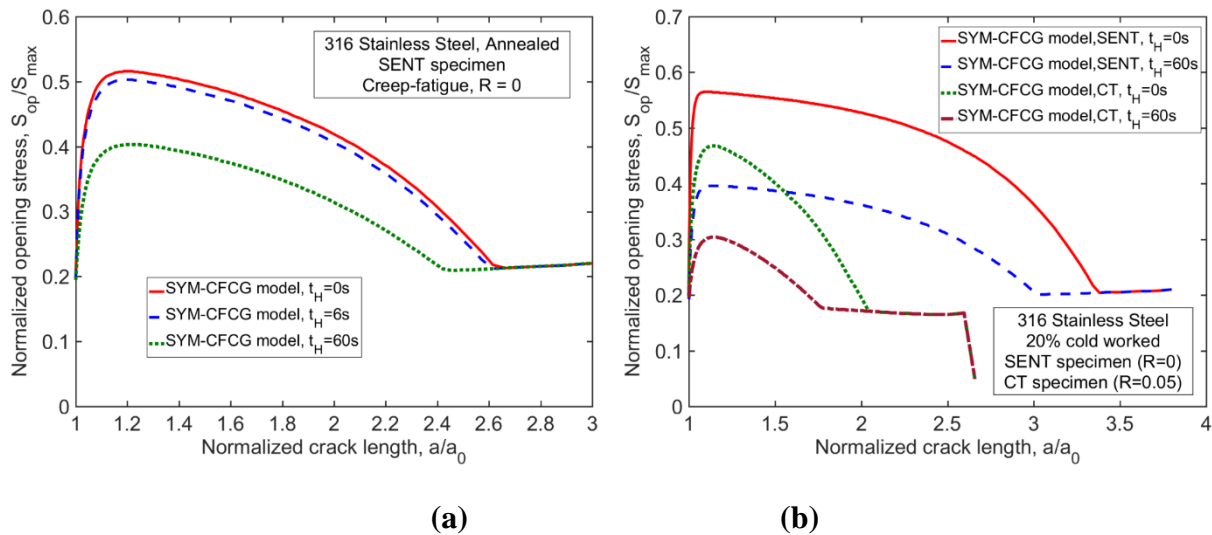 0.6
0.5
0.4
0.3
0.2
0.1
0
Normalized opening stress, S_op/S_max
316 Stainless Steel, Annealed
SENT specimen
Creep-fatigue, R = 0
SYM-CFCG model, t_H=0s
SYM-CFCG model, t_H=6s
SYM-CFCG model, t_H=60s
1 1.2 1.4 1.6 1.8 2 2.2 2.4 2.6 2.8 3
Normalized crack length, a/a_0
(a)
0.7
0.6
0.5
0.4
0.3
0.2
0.1
0
Normalized opening stress, S_op/S_max
SYM-CFCG model,SENT, t_H=0s
SYM-CFCG model,SENT, t_H=60s
SYM-CFCG model,CT, t_H=0s
SYM-CFCG model,CT, t_H=60s
316 Stainless Steel
20% cold worked
SENT specimen (R=0)
CT specimen (R=0.05)
1 1.5 2 2.5 3 3.5 4
Normalized crack length, a/a_0
(b)